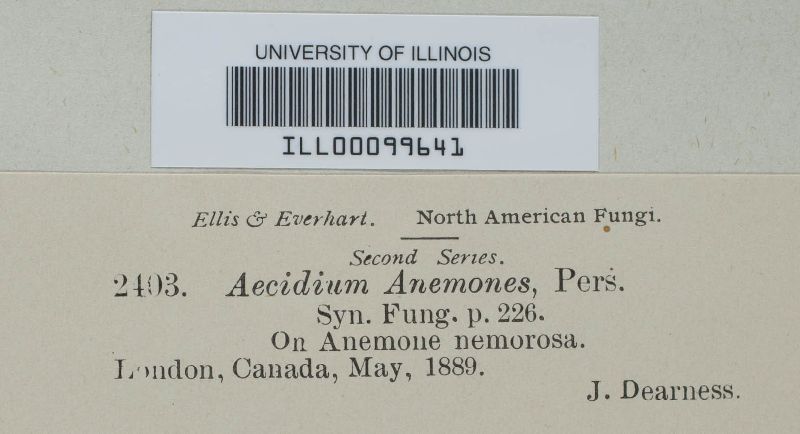 UNIVERSITY OF ILLINOIS
ILL00099641
Ellis & Everhart. North American Fungi.
Second Series.
2403. Aecidium Anemones, Pers.
Syn. Fung. p. 226.
On Anemone nemorosa.
London, Canada, May, 1889.
J. Dearness.